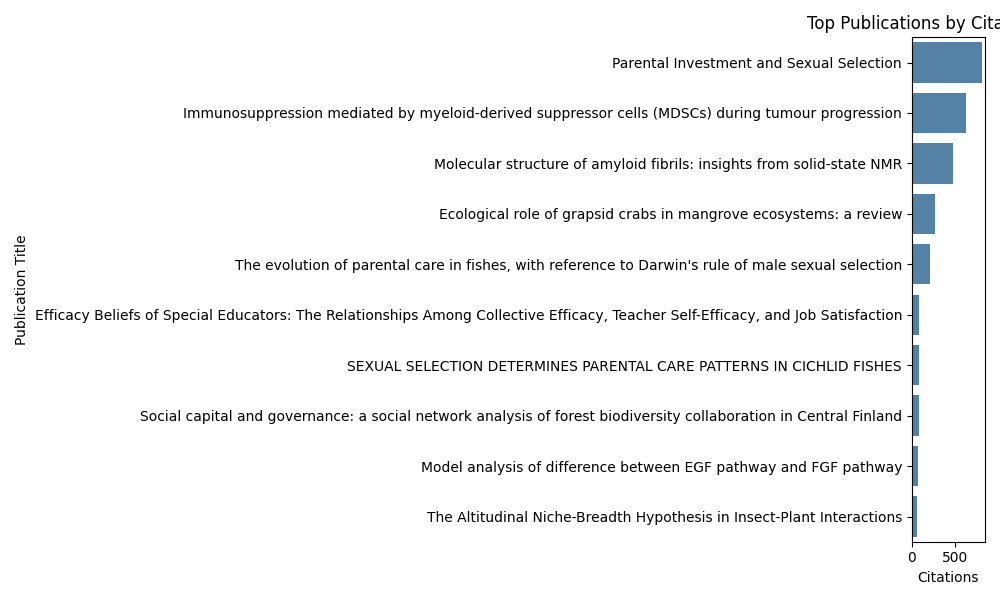 Top Publications by Cita
Parental Investment and Sexual Selection
Immunosuppression mediated by myeloid-derived suppressor cells (MDSCs) during tumour progression
Molecular structure of amyloid fibrils: insights from solid-state NMR
Ecological role of grapsid crabs in mangrove ecosystems: a review
The evolution of parental care in fishes, with reference to Darwin's rule of male sexual selection
Efficacy Beliefs of Special Educators: The Relationships Among Collective Efficacy, Teacher Self-Efficacy, and Job Satisfaction
SEXUAL SELECTION DETERMINES PARENTAL CARE PATTERNS IN CICHLID FISHES
Social capital and governance: a social network analysis of forest biodiversity collaboration in Central Finland
Model analysis of difference between EGF pathway and FGF pathway
The Altitudinal Niche-Breadth Hypothesis in Insect-Plant Interactions
Publication Title
0 500
Citations